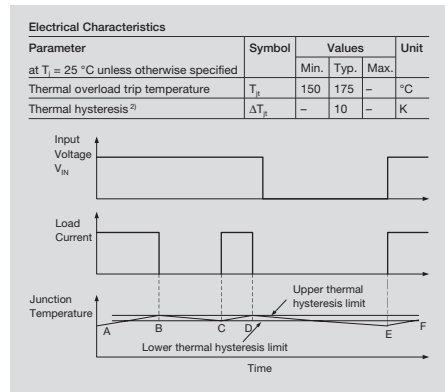 Electrical Characteristics
Parameter Symbol Values Unit
at Tj = 25 °C unless otherwise specified Min. Typ. Max.
Thermal overload trip temperature Tjt 150 175 – °C
Thermal hysteresis 2) ΔTjt – 10 – K
Input
Voltage
VIN
Load
Current
Upper thermal
hysteresis limit
Junction
Temperature
A B C D E F
Lower thermal hysteresis limit
Time